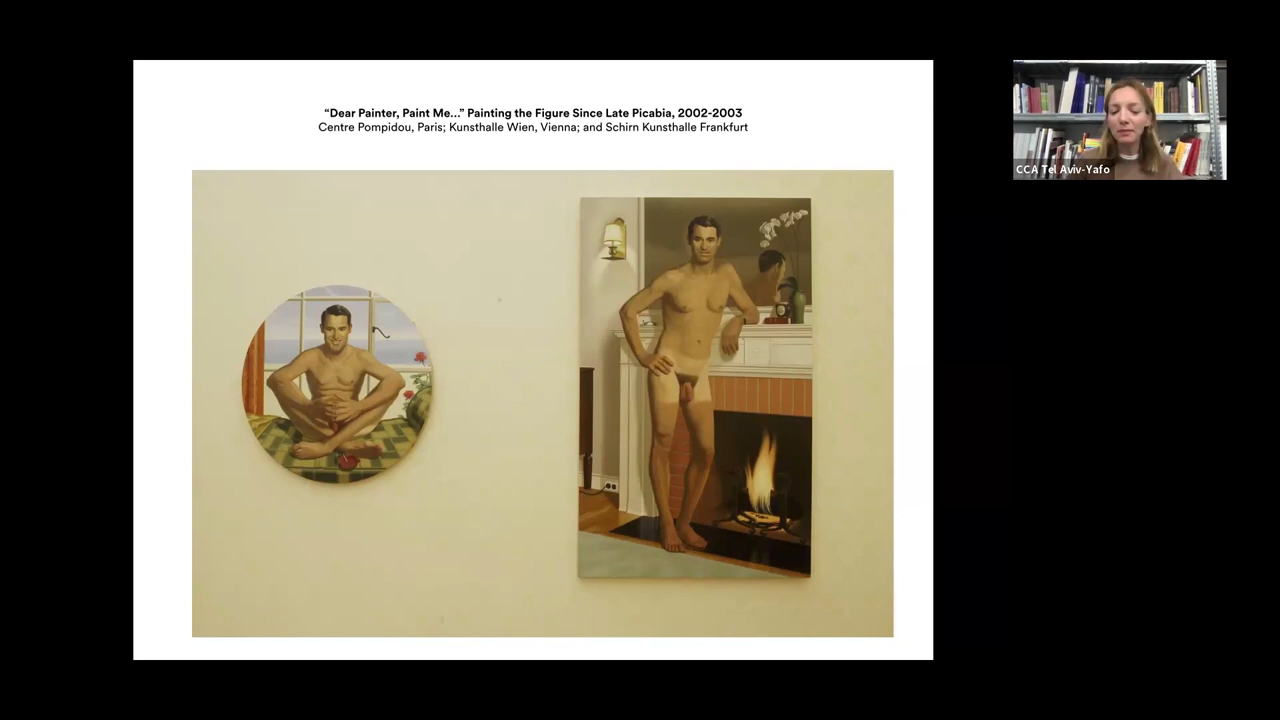 “Dear Painter, Paint Me...” Painting the Figure Since Late Picabia, 2002-2003
Centre Pompidou, Paris; Kunsthalle Wien, Vienna; and Schirn Kunsthalle Frankfurt
CCA Tel Aviv-Yafo